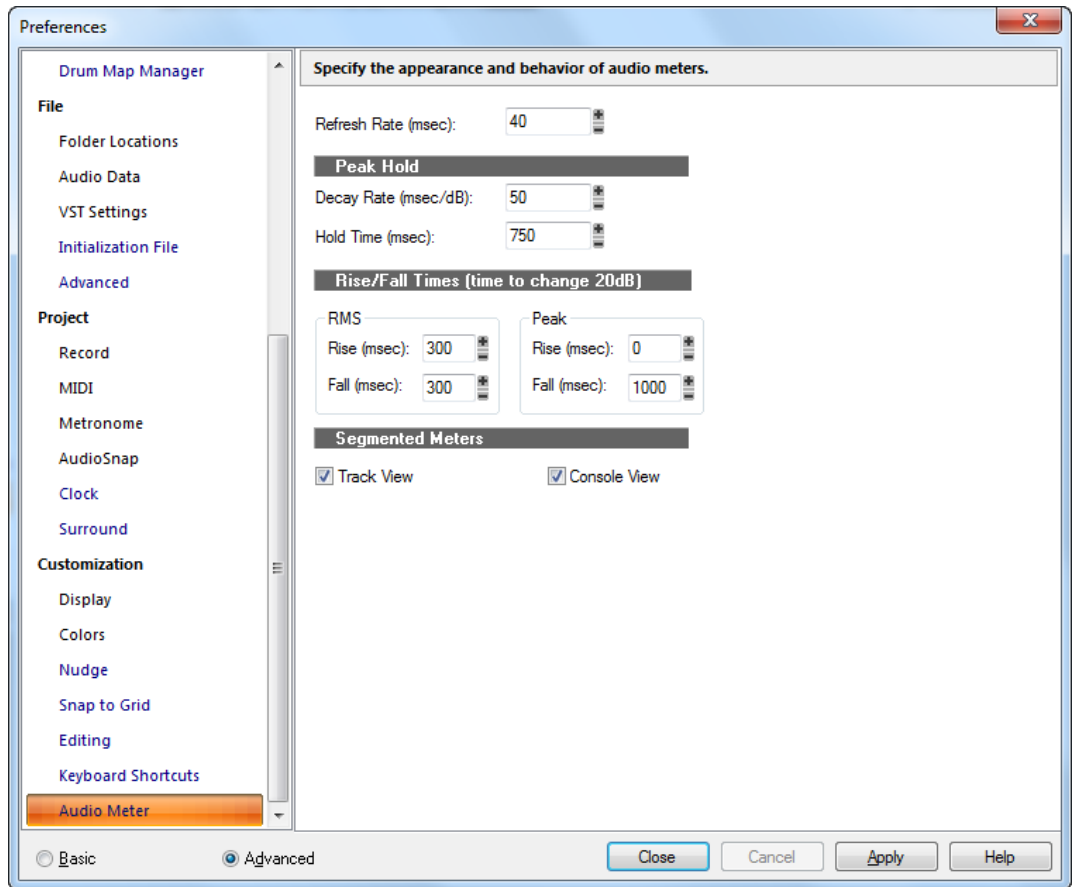 Preferences
Drum Map Manager
File
Folder Locations
Audio Data
VST Settings
Initialization File
Advanced
Project
Record
MIDI
Metronome
AudioSnap
Clock
Surround
Customization
Display
Colors
Nudge
Snap to Grid
Editing
Keyboard Shortcuts
Audio Meter
Specify the appearance and behavior of audio meters.
Refresh Rate (msec): 40
Peak Hold
Decay Rate (msec/dB): 50
Hold Time (msec): 750
Rise/Fall Times (time to change 20dB)
RMS
Rise (msec): 300
Fall (msec): 300
Peak
Rise (msec): 0
Fall (msec): 1000
Segmented Meters
Track View Console View
Basic Advanced Close Cancel Apply Help